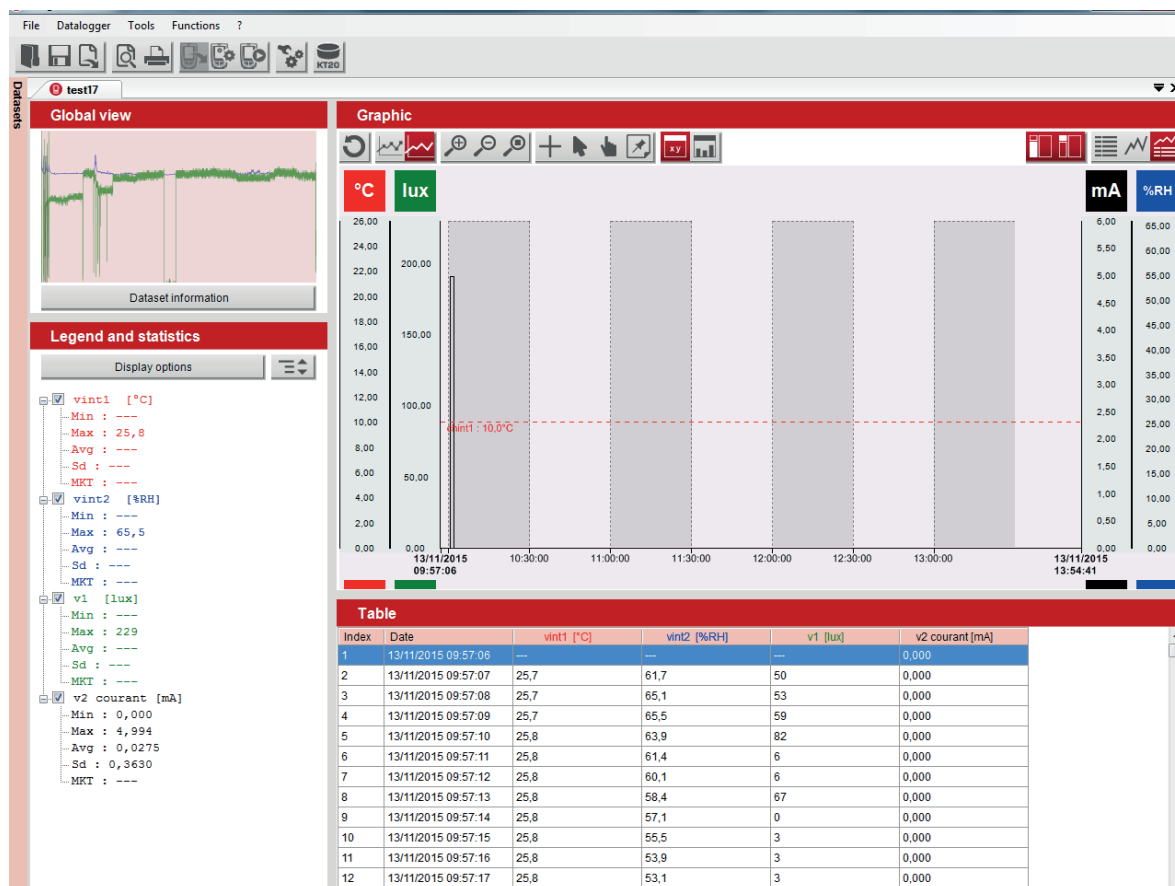 File Datalogger Tools Functions ?
KT20
Datasets
test17
Global view
Dataset information
Legend and statistics
Display options
vint1 [°C]
Min : ---
Max : 25,8
Avg : ---
Sd : ---
MKT : ---
vint2 [%RH]
Min : ---
Max : 65,5
Avg : ---
Sd : ---
MKT : ---
v1 [lux]
Min : ---
Max : 229
Avg : ---
Sd : ---
MKT : ---
v2 courant [mA]
Min : 0,000
Max : 4,994
Avg : 0,0275
Sd : 0,3630
MKT : ---
Graphic
xy
°C lux mA %RH
26,00
24,00
22,00
20,00
18,00
16,00
14,00
12,00
10,00
8,00
6,00
4,00
2,00
0,00
200,00
150,00
100,00
50,00
0,00
: 10,0°C
6,00
5,50
5,00
4,50
4,00
3,50
3,00
2,50
2,00
1,50
1,00
0,50
0,00
65,00
60,00
55,00
50,00
45,00
40,00
35,00
30,00
25,00
20,00
15,00
10,00
5,00
0,00
13/11/2015 10:30:00 11:00:00 11:30:00 12:00:00 12:30:00 13:00:00 13/11/2015
09:57:06 13:54:41
Table
Index Date vint1 [°C] vint2 [%RH] v1 [lux] v2 courant [mA]
1 13/11/2015 09:57:06 --- --- --- 0,000
2 13/11/2015 09:57:07 25,7 61,7 50 0,000
3 13/11/2015 09:57:08 25,7 65,1 53 0,000
4 13/11/2015 09:57:09 25,7 65,5 59 0,000
5 13/11/2015 09:57:10 25,8 63,9 82 0,000
6 13/11/2015 09:57:11 25,8 61,4 6 0,000
7 13/11/2015 09:57:12 25,8 60,1 6 0,000
8 13/11/2015 09:57:13 25,8 58,4 67 0,000
9 13/11/2015 09:57:14 25,8 57,1 0 0,000
10 13/11/2015 09:57:15 25,8 55,5 3 0,000
11 13/11/2015 09:57:16 25,8 53,9 3 0,000
12 13/11/2015 09:57:17 25,8 53,1 3 0,000